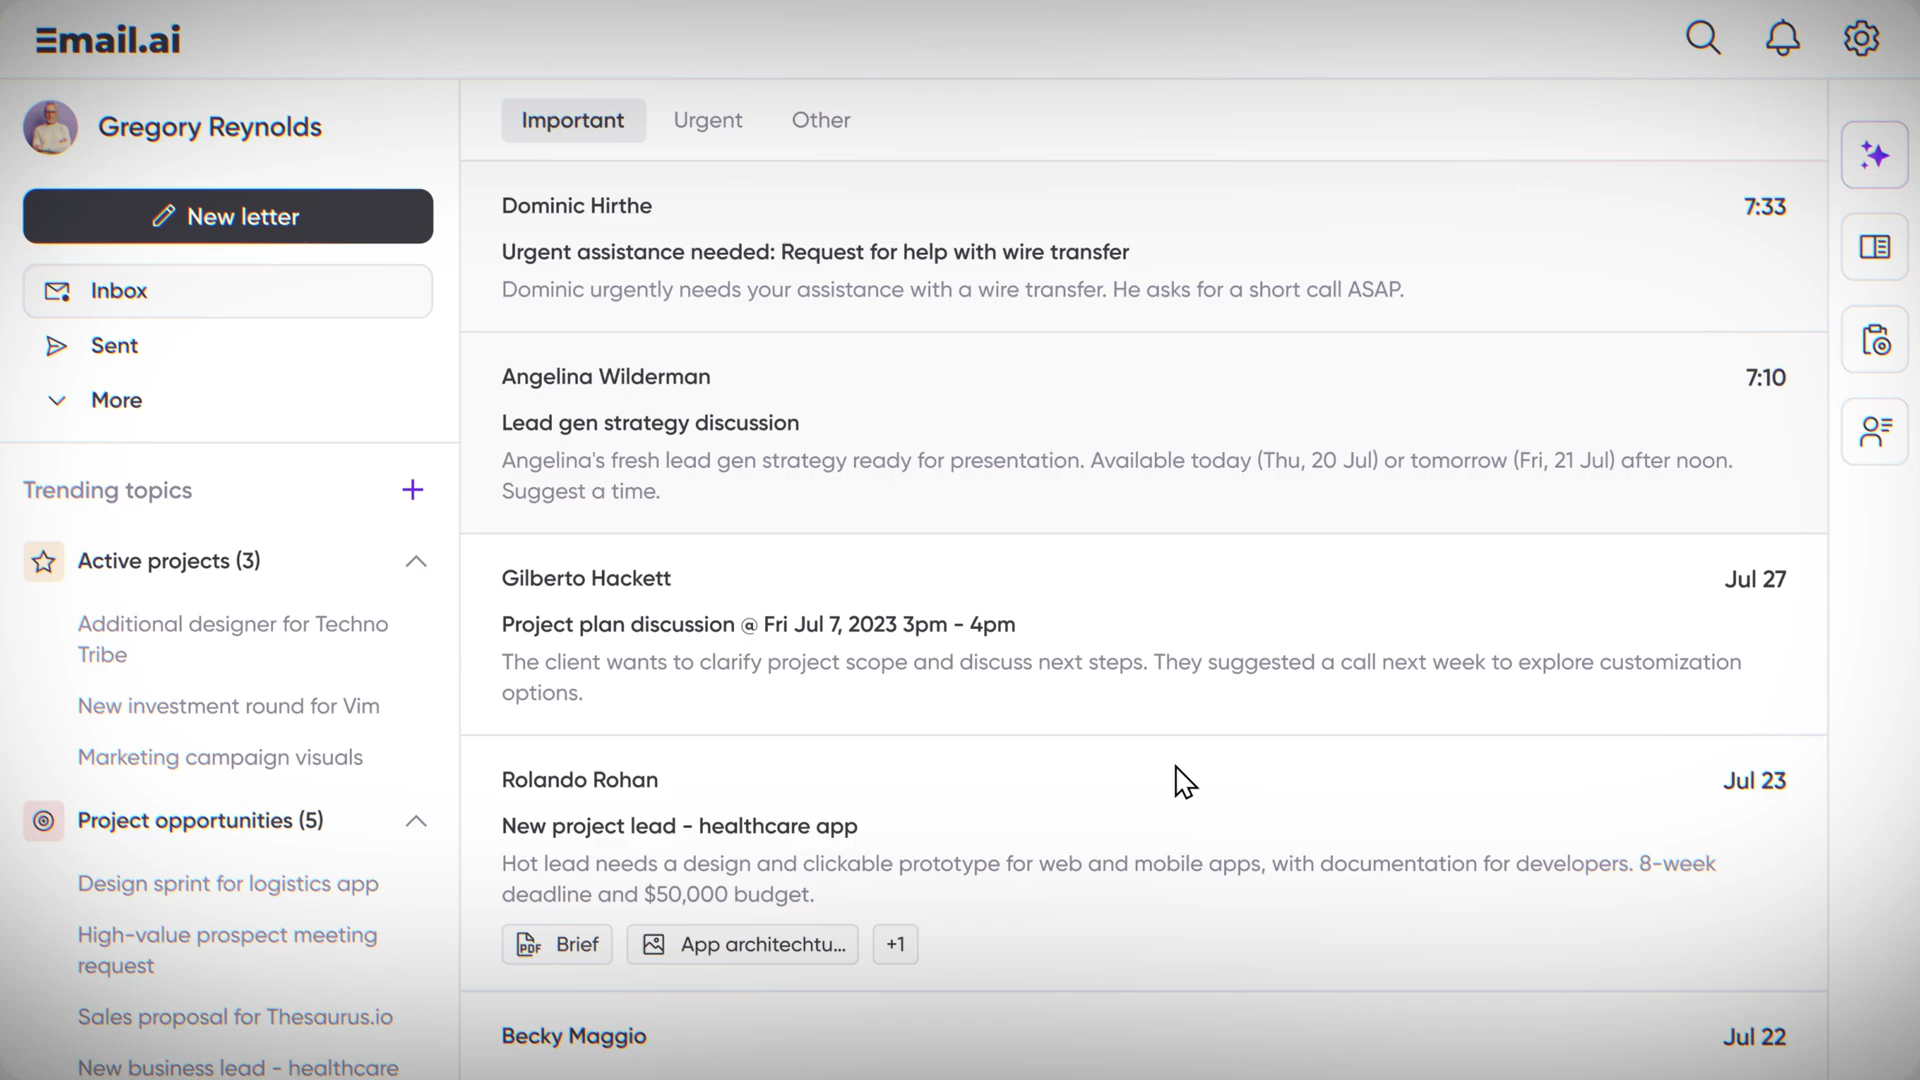 Email.ai
Gregory Reynolds
New letter
Inbox
Sent
More
Trending topics
Active projects (3)
Additional designer for Techno
Tribe
New investment round for Vim
Marketing campaign visuals
Project opportunities (5)
Design sprint for logistics app
High-value prospect meeting
request
Sales proposal for Thesaurus.io
New business lead - healthcare
Important
Urgent
Other
Dominic Hirthe
7:33
Urgent assistance needed: Request for help with wire transfer
Dominic urgently needs your assistance with a wire transfer. He asks for a short call ASAP.
Angelina Wilderman
7:10
Lead gen strategy discussion
Angelina's fresh lead gen strategy ready for presentation. Available today (Thu, 20 Jul) or tomorrow (Fri, 21 Jul) after noon.
Suggest a time.
Gilberto Hackett
Jul 27
Project plan discussion @ Fri Jul 7, 2023 3pm - 4pm
The client wants to clarify project scope and discuss next steps. They suggested a call next week to explore customization
options.
Rolando Rohan
Jul 23
New project lead - healthcare app
Hot lead needs a design and clickable prototype for web and mobile apps, with documentation for developers. 8-week
deadline and $50,000 budget.
PDF Brief
App architechtu...
+1
Becky Maggio
Jul 22